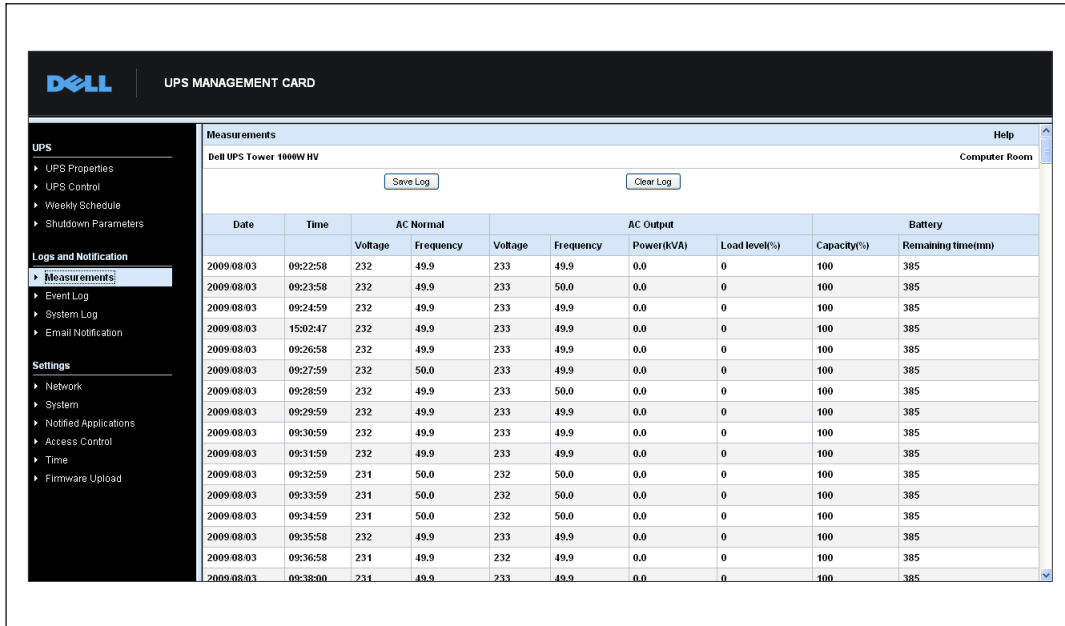 DELL
UPS MANAGEMENT CARD
UPS
UPS Properties
UPS Control
Weekly Schedule
Shutdown Parameters
Logs and Notification
Measurements
Event Log
System Log
Email Notification
Settings
Network
System
Notified Applications
Access Control
Time
Firmware Upload
Measurements Help
Dell UPS Tower 1000W HV Computer Room
Save Log Clear Log
Date Time AC Normal AC Output Battery
Voltage Frequency Voltage Frequency Power(kVA) Load level(%) Capacity(%) Remaining time(mn)
2009/08/03 09:22:58 232 49.9 233 49.9 0.0 0 100 385
2009/08/03 09:23:58 232 49.9 233 50.0 0.0 0 100 385
2009/08/03 09:24:59 232 49.9 233 49.9 0.0 0 100 385
2009/08/03 15:02:47 232 49.9 233 49.9 0.0 0 100 385
2009/08/03 09:26:58 232 49.9 233 49.9 0.0 0 100 385
2009/08/03 09:27:59 232 50.0 233 49.9 0.0 0 100 385
2009/08/03 09:28:59 232 49.9 233 50.0 0.0 0 100 385
2009/08/03 09:29:59 232 49.9 233 49.9 0.0 0 100 385
2009/08/03 09:30:59 232 49.9 233 49.9 0.0 0 100 385
2009/08/03 09:31:59 232 49.9 233 49.9 0.0 0 100 385
2009/08/03 09:32:59 231 50.0 232 50.0 0.0 0 100 385
2009/08/03 09:33:59 231 50.0 232 50.0 0.0 0 100 385
2009/08/03 09:34:59 231 50.0 232 50.0 0.0 0 100 385
2009/08/03 09:35:58 232 49.9 233 49.9 0.0 0 100 385
2009/08/03 09:36:58 231 49.9 232 49.9 0.0 0 100 385
2009/08/03 09:38:00 231 49.9 233 49.9 0.0 0 100 385